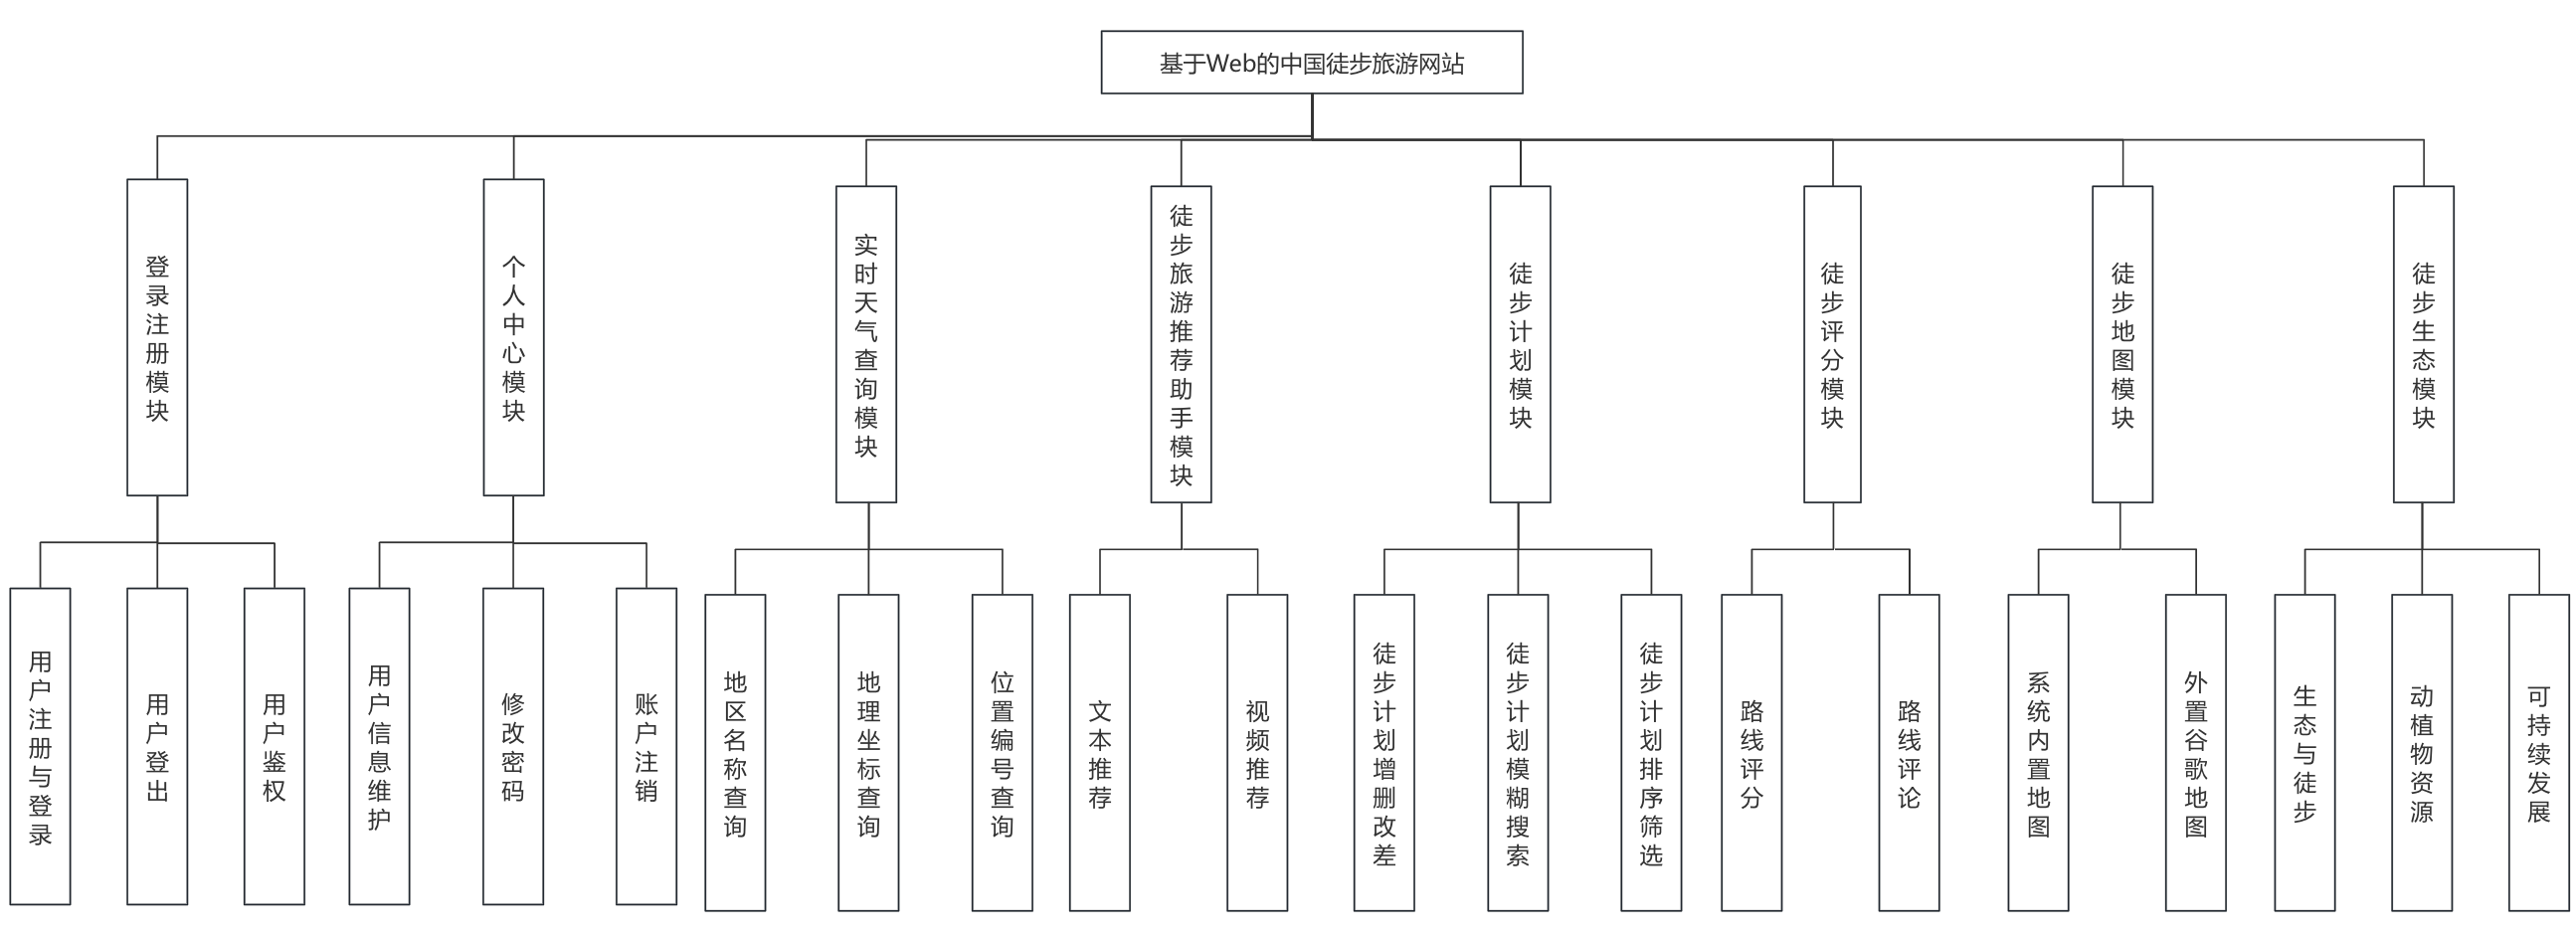 基于Web的中国徒步旅游网站
登录注册模块
个人中心模块
实时天气查询模块
徒步旅游推荐助手模块
徒步计划模块
徒步评分模块
徒步地图模块
徒步生态模块
用户注册与登录
用户登出
用户鉴权
用户信息维护
修改密码
账户注销
地区名称查询
地理坐标查询
位置编号查询
文本推荐
视频推荐
徒步计划增删改差
徒步计划模糊搜索
徒步计划排序筛选
路线评分
路线评论
系统内置地图
外置谷歌地图
生态与徒步
动植物资源
可持续发展